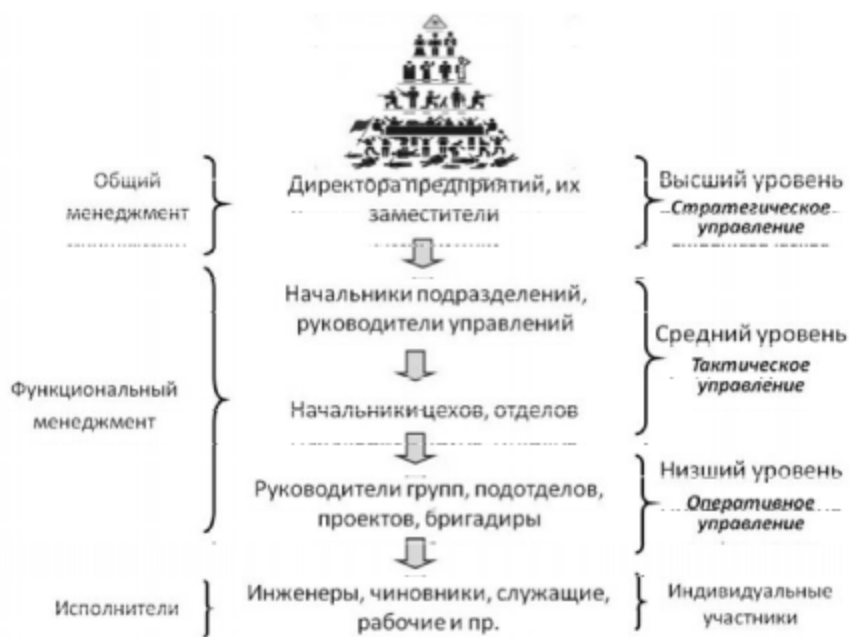 Общий
менеджмент
Директора предприятий, их
заместители
Высший уровень
Стратегическое
управление
Начальники подразделений,
руководители управлений
Средний уровень
Тактическое
управление
Функциональный
менеджмент
Начальники цехов, отделов
Руководители групп, подотделов,
проектов, бригадиры
Низший уровень
Оперативное
управление
Исполнители
Инженеры, чиновники, служащие,
рабочие и пр.
Индивидуальные
участники